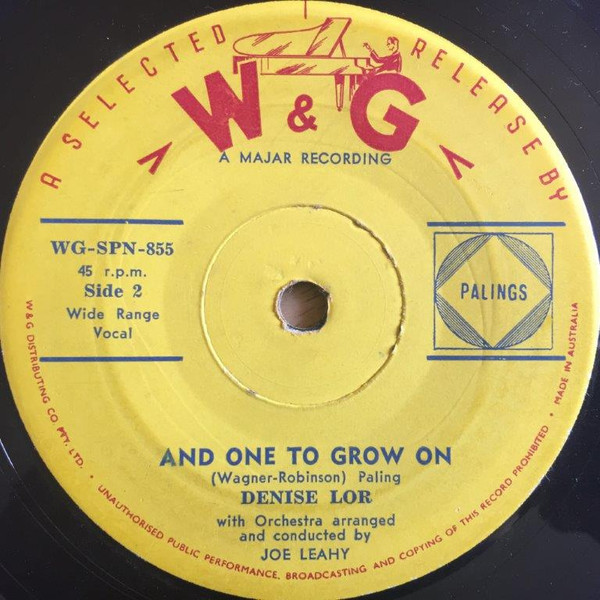 A SELECTED RELEASE BY
W & G
A MAJAR RECORDING
WG-SPN-855
45 r.p.m.
Side 2
Wide Range
Vocal
PALINGS
AND ONE TO GROW ON
(Wagner-Robinson) Paling
DENISE LOR
with Orchestra arranged
and conducted by
JOE LEAHY
W & G DISTRIBUTING CO PTY. LTD. • UNAUTHORISED PUBLIC PERFORMANCE, BROADCASTING AND COPYING OF THIS RECORD PROHIBITED • MADE IN AUSTRALIA